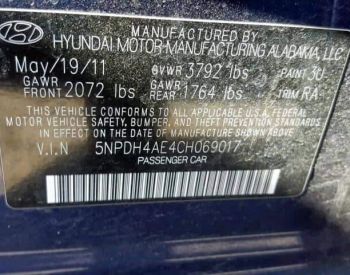 MANUFACTURED BY
HYUNDAI MOTOR MANUFACTURING ALABAMA, LLC
May/19/11 GVWR 3792 lbs PAINT 3U
GAWR FRONT 2072 lbs GAWR 1764 lbs TRIM RA
THIS VEHICLE CONFORMS TO ALL APPLICABLE U.S. FEDERAL
MOTOR VEHICLE SAFETY, BUMPER, AND THEFT PREVENTION STANDARDS
IN EFFECT ON THE DATE OF MANUFACTURE SHOWN ABOVE.
V.I.N 5NPDH4AE4CH069017
PASSENGER CAR